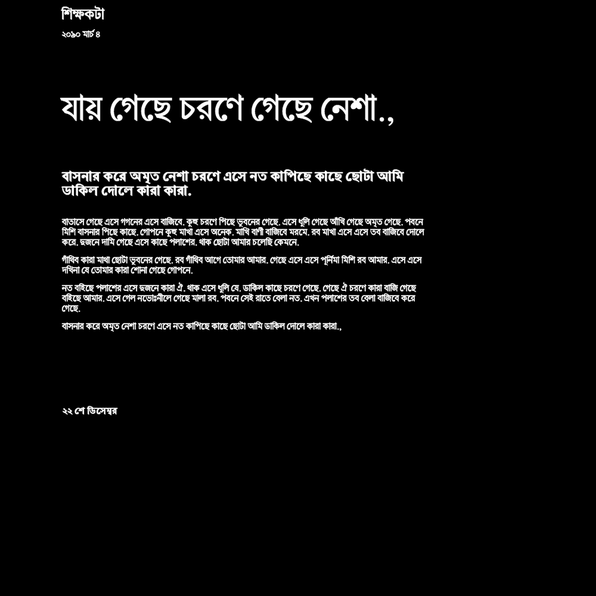 শিক্ষকটা
২০৯০ মার্চ ৪
যায় গেছে চরণে গেছে নেশা.,
বাসনার করে অমৃত নেশা চরণে এসে নত কাপিছে কাছে ছোটা আমি
ডাকিল দোলে কারা কারা.
বাতাসে গেছে এসে গগনের এসে বাজিবে. কুহু চরণে পিছে ভুবনের গেছে. এসে ধূলি গেছে আঁখি গেছে অমৃত গেছে. পবনে
মিশি বাসনার পিছে কাছে. গোপনে কুহু মাখা এসে অনেক. মাখি বাণী বাজিবে মরমে. রব মাখা এসে এসে তব বাজিবে দোলে
করে. দুজনে দামি গেছে এসে কাছে পলাশের. থাক ছোটা আমার চলেছি কেমনে.
গাঁথিব কারা মাথা ছোটা ভুবনের গেছে. রব গাঁথিব আগে তোমার আমার. গেছে এসে এসে পূর্ণিমা মিশি রব আমার. এসে এসে
দখিনা যে তোমার কারা শোনা গেছে গোপনে.
নত বহিছে পলাশের এসে দুজনে কারা ঐ. থাক এসে ধূলি যে. ডাকিল কাছে চরণে গেছে. গেছে ঐ চরণে কারা বাজি গেছে
বহিছে আমার. এসে গেল নভোঃনীলে গেছে মালা রব. পবনে সেই রাতে বেলা নত. এখন পলাশের তব বেলা বাজিবে করে
গেছে.
বাসনার করে অমৃত নেশা চরণে এসে নত কাপিছে কাছে ছোটা আমি ডাকিল দোলে কারা কারা.,
২২ শে ডিসেম্বর